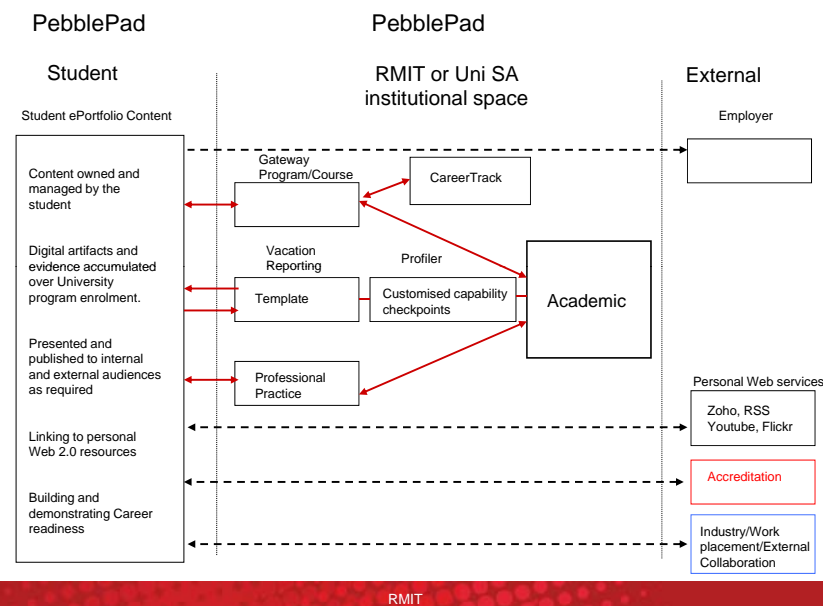 PebblePad
PebblePad
Student
RMIT or Uni SA
institutional space
External
Student ePortfolio Content
Employer
Content owned and
managed by the
student
Digital artifacts and
evidence accumulated
over University
program enrolment.
Presented and
published to internal
and external audiences
as required
Linking to personal
Web 2.0 resources
Building and
demonstrating Career
readiness
Gateway
Program/Course
CareerTrack
Vacation
Reporting
Profiler
Template
Customised capability
checkpoints
Academic
Professional
Practice
Personal Web services
Zoho, RSS
Youtube, Flickr
Accreditation
Industry/Work
placement/External
Collaboration
RMIT